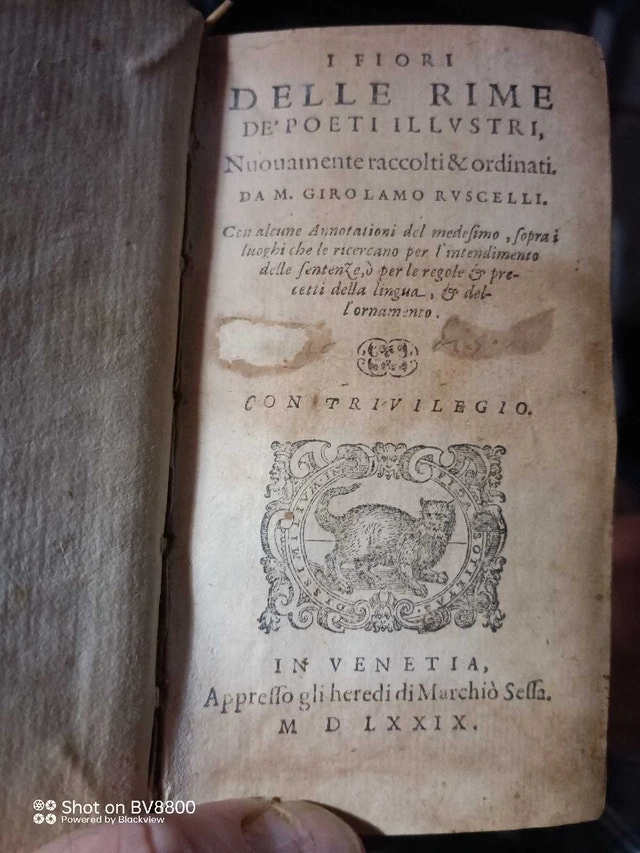 I FIORI
DELLE RIME
DE' POETI ILLVSTRI,
Nuouamente raccolti & ordinati.
DA M. GIROLAMO RVSCELLI.
Con alcune Annotationi del medesimo, sopra i
luoghi che le ricercano per l'intendimento
delle sentenze, ò per le regole & pre-
cetti della lingua, & del-
l'ornamento.
CON PRIVILEGIO.
DISSIMILIVM
SOTIETAS
IN VENETIA,
Appresso gli heredi di Marchiò Sessa.
M D LXXIX.
Shot on BV8800
Powered by Blackview